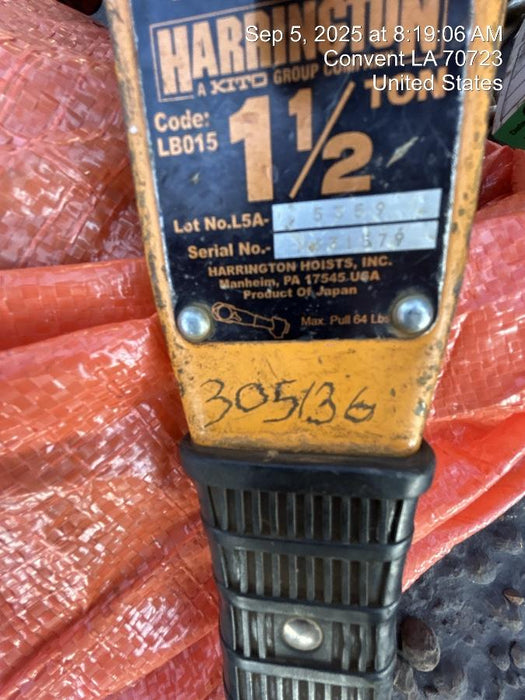 Sep 5, 2025 at 8:19:06 AM
Convent LA 70723
United States
HARRINGTON
A KITO GROUP
Code:
LB015
1 1/2 TON
Lot No.L5A-
Serial No.-
HARRINGTON HOISTS, INC.
Manheim, PA 17545 USA
Product Of Japan
Max. Pull 64 Lbs
305136